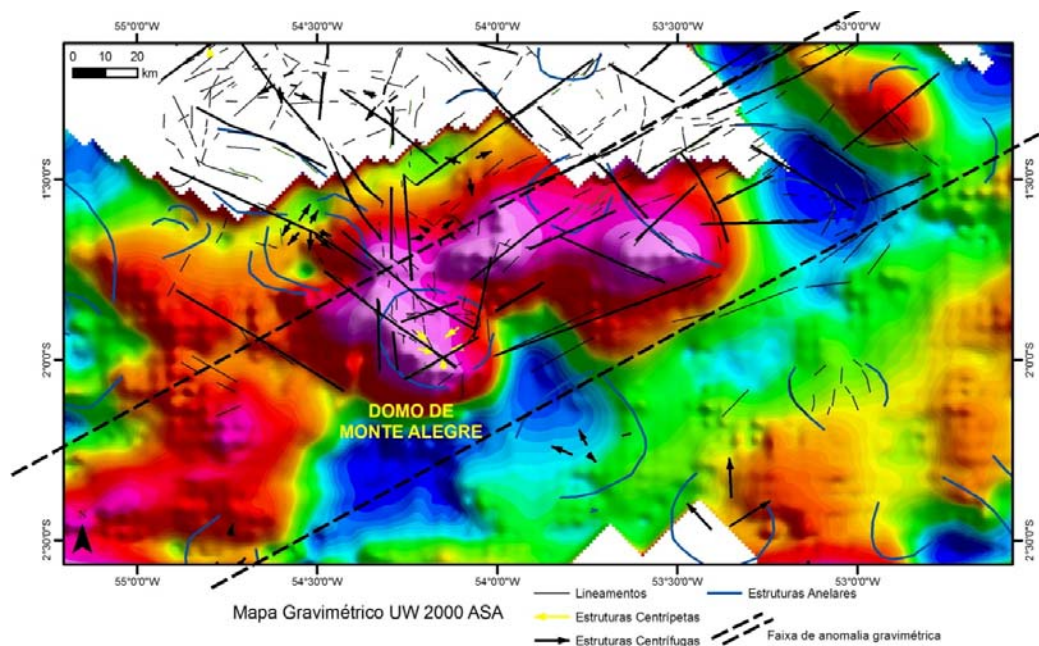 55°0'0"W 54°30'0"W 54°0'0"W 53°30'0"W 53°0'0"W
0 10 20
km
1°30'0"S 1°30'0"S
2°0'0"S 2°0'0"S
DOMO DE
MONTE ALEGRE
N
2°30'0"S 2°30'0"S
55°0'0"W 54°30'0"W 54°0'0"W 53°30'0"W 53°0'0"W
Mapa Gravimétrico UW 2000 ASA
Lineamentos
Estruturas Anelares
Estruturas Centrípetas
Estruturas Centrífugas
Faixa de anomalia gravimétrica